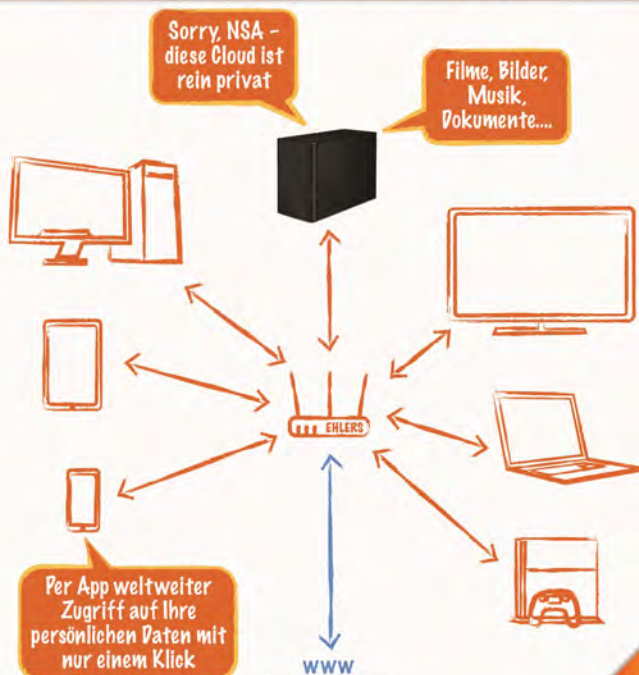 Sorry, NSA –
diese Cloud ist
rein privat
Filme, Bilder,
Musik,
Dokumente....
EHLERS
Per App weltweiter
Zugriff auf Ihre
persönlichen Daten mit
nur einem Klick
www